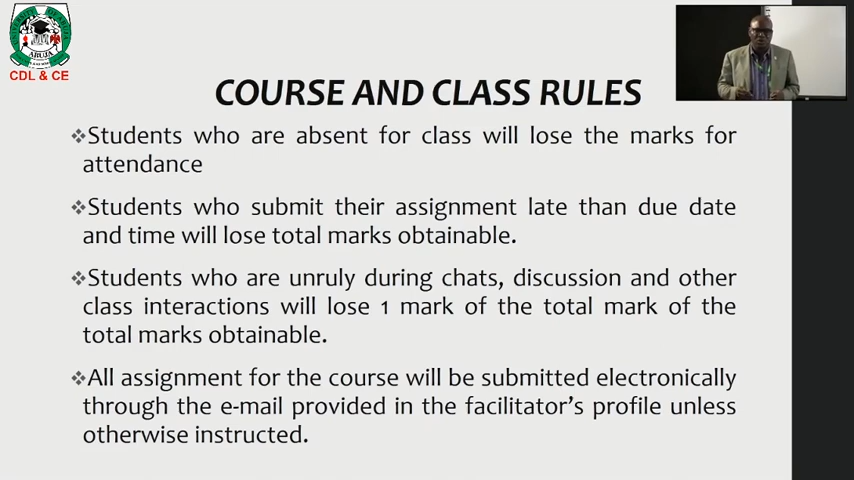 UNIVERSITY OF ABUJA
ABUJA
CDL & CE
COURSE AND CLASS RULES
❖Students who are absent for class will lose the marks for
attendance
❖Students who submit their assignment late than due date
and time will lose total marks obtainable.
❖Students who are unruly during chats, discussion and other
class interactions will lose 1 mark of the total mark of the
total marks obtainable.
❖All assignment for the course will be submitted electronically
through the e-mail provided in the facilitator’s profile unless
otherwise instructed.